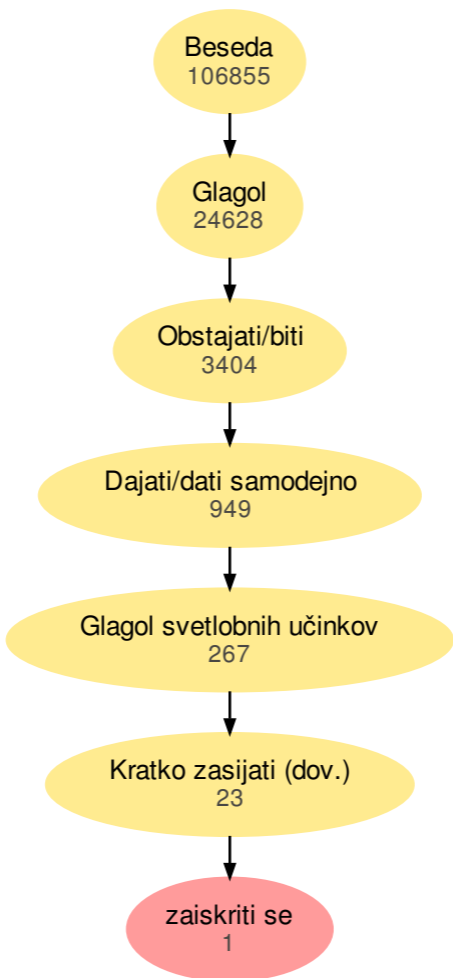 Beseda
106855
Glagol
24628
Obstajati/biti
3404
Dajati/dati samodejno
949
Glagol svetlobnih učinkov
267
Kratko zasijati (dov.)
23
zaiskriti se
1